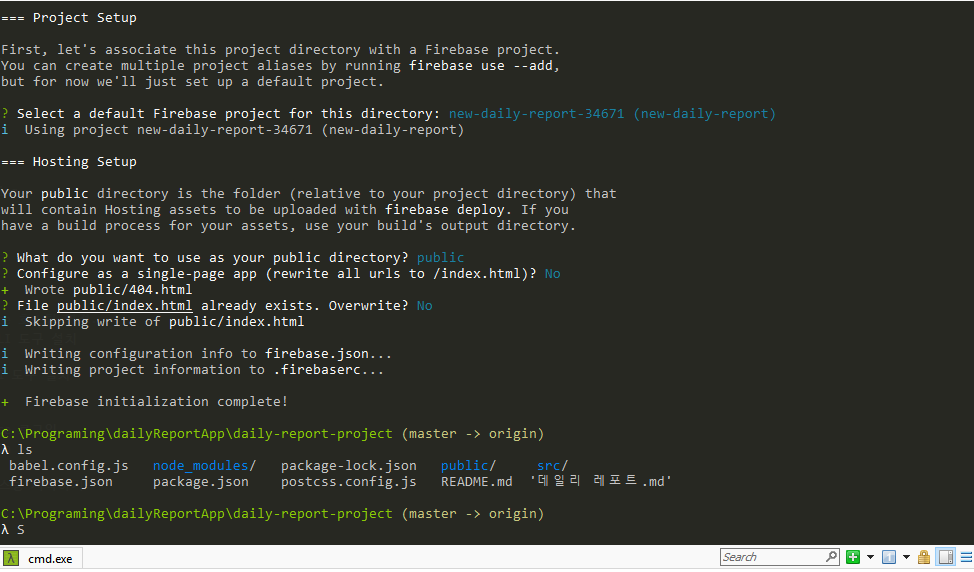 === Project Setup
First, let's associate this project directory with a Firebase project.
You can create multiple project aliases by running firebase use --add,
but for now we'll just set up a default project.
? Select a default Firebase project for this directory: new-daily-report-34671 (new-daily-report)
i  Using project new-daily-report-34671 (new-daily-report)
=== Hosting Setup
Your public directory is the folder (relative to your project directory) that
will contain Hosting assets to be uploaded with firebase deploy. If you
have a build process for your assets, use your build's output directory.
? What do you want to use as your public directory? public
? Configure as a single-page app (rewrite all urls to /index.html)? No
+  Wrote public/404.html
? File public/index.html already exists. Overwrite? No
i  Skipping write of public/index.html
i  Writing configuration info to firebase.json...
i  Writing project information to .firebaserc...
+  Firebase initialization complete!
C:\Programing\dailyReportApp\daily-report-project (master -> origin)
λ ls
babel.config.js   node_modules/   package-lock.json   public/   src/
firebase.json     package.json    postcss.config.js   README.md  '데일리 레포트.md'
C:\Programing\dailyReportApp\daily-report-project (master -> origin)
λ S
λ cmd.exe   Search